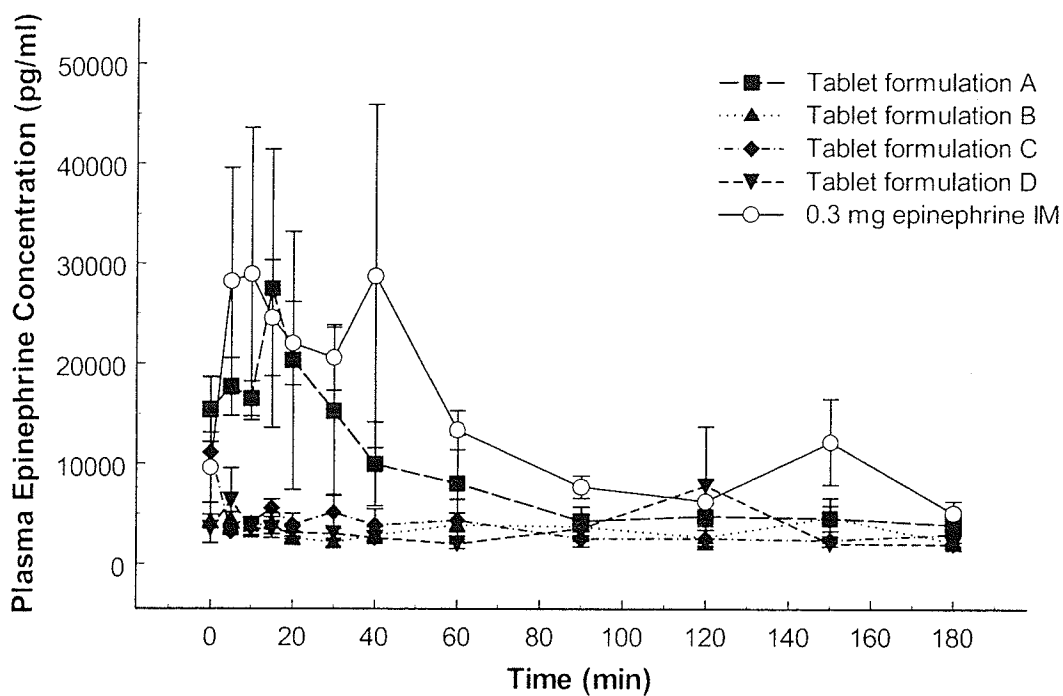 Plasma Epinephrine Concentration (pg/ml)
50000
40000
30000
20000
10000
0
Tablet formulation A
Tablet formulation B
Tablet formulation C
Tablet formulation D
0.3 mg epinephrine IM
0 20 40 60 80 100 120 140 160 180
Time (min)